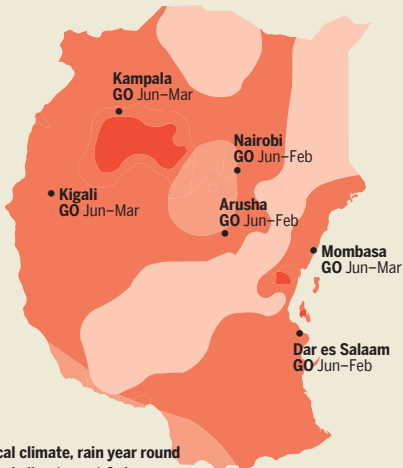 Kampala
GO Jun–Mar
Nairobi
GO Jun–Feb
Kigali
GO Jun–Mar
Arusha
GO Jun–Feb
Mombasa
GO Jun–Mar
Dar es Salaam
GO Jun–Feb
climate, rain year round